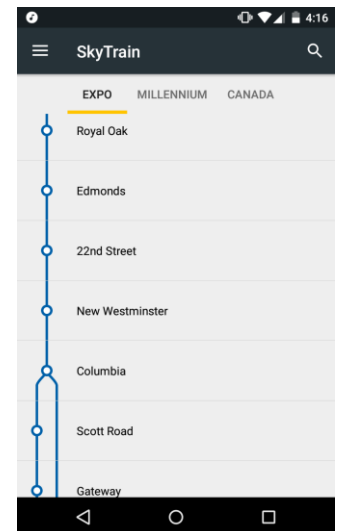 4:16
SkyTrain
EXPO MILLENNIUM CANADA
Royal Oak
Edmonds
22nd Street
New Westminster
Columbia
Scott Road
Gateway